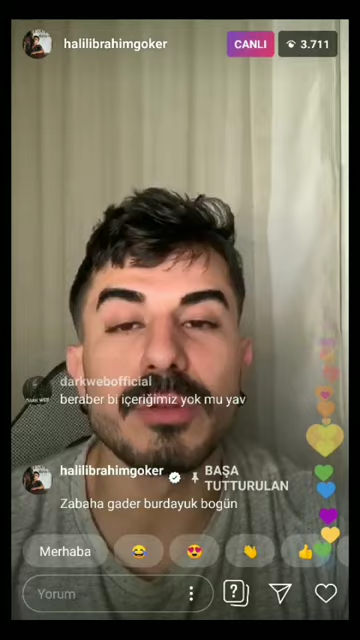 halilibrahimgoker
CANLI
3.711
darkwebofficial
beraber bi içeriğimiz yok mu yav
halilibrahimgoker
BAŞA
TUTTURULAN
Zabaha gader burdayuk bogün
Merhaba
Yorum